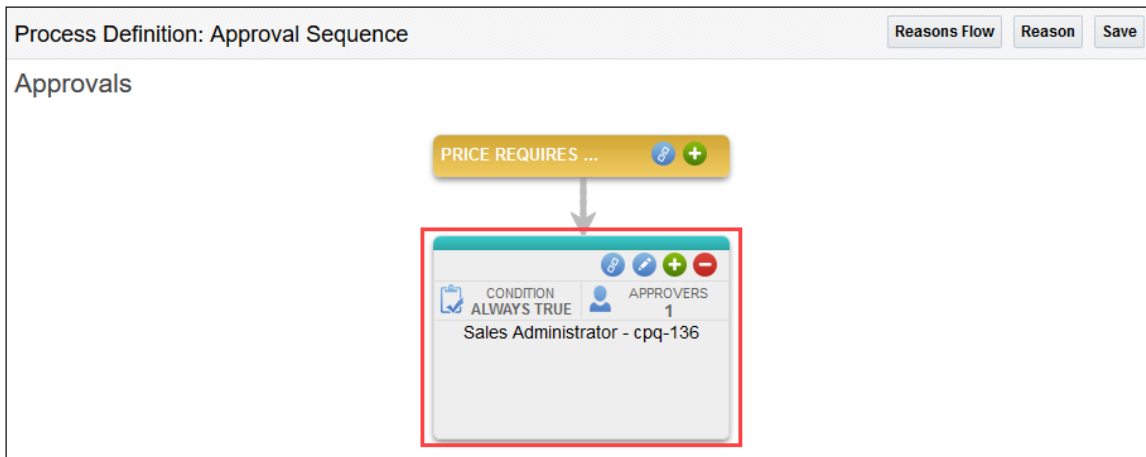 Process Definition: Approval Sequence
Reasons Flow
Reason
Save
Approvals
PRICE REQUIRES ...
CONDITION
ALWAYS TRUE
APPROVERS
1
Sales Administrator - cpq-136